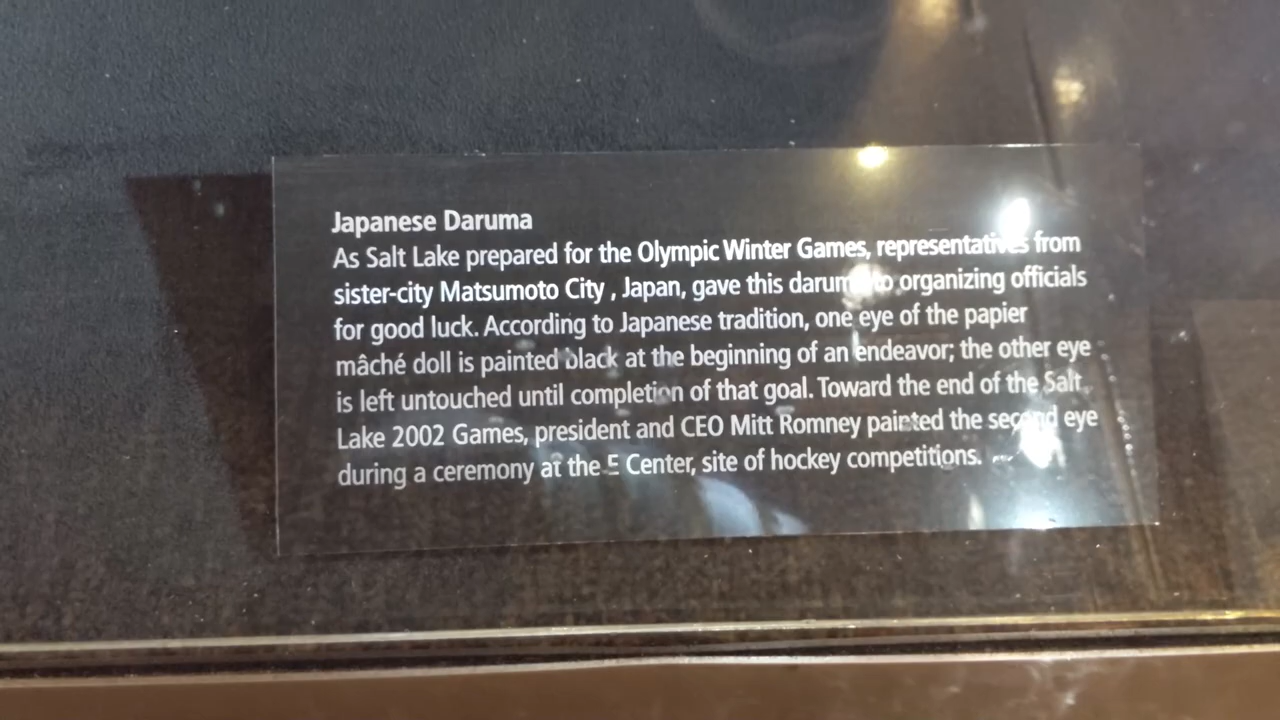 Japanese Daruma
As Salt Lake prepared for the Olympic Winter Games, representatives from
sister-city Matsumoto City , Japan, gave this daruma to organizing officials
for good luck. According to Japanese tradition, one eye of the papier
mâché doll is painted black at the beginning of an endeavor; the other eye
is left untouched until completion of that goal. Toward the end of the Salt
Lake 2002 Games, president and CEO Mitt Romney painted the second eye
during a ceremony at the E Center, site of hockey competitions.